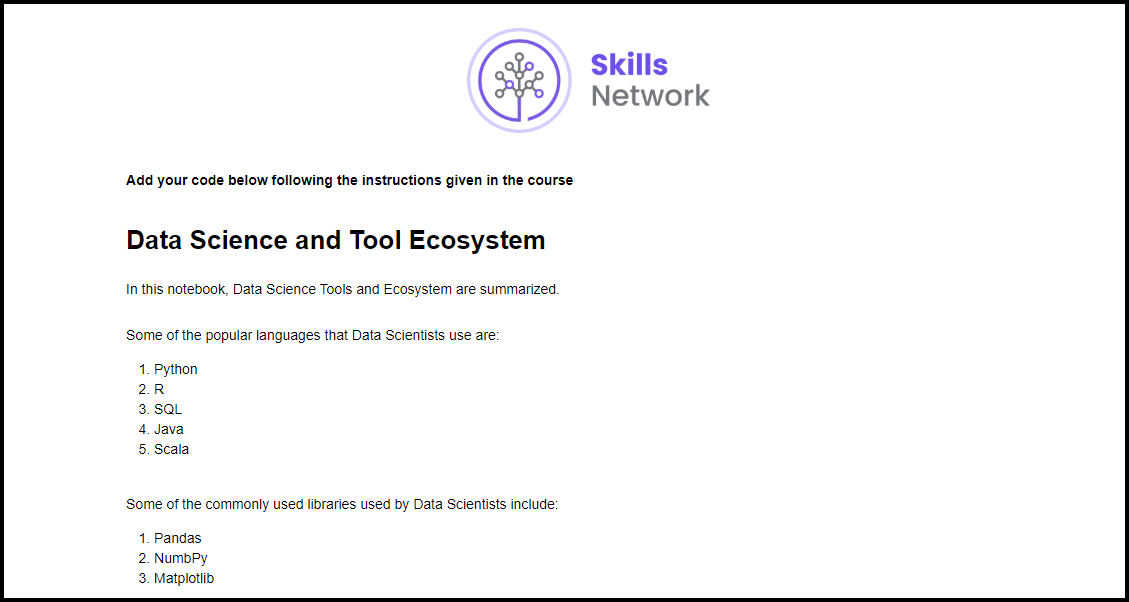 Skills
Network
Add your code below following the instructions given in the course
Data Science and Tool Ecosystem
In this notebook, Data Science Tools and Ecosystem are summarized.
Some of the popular languages that Data Scientists use are:
1. Python
2. R
3. SQL
4. Java
5. Scala
Some of the commonly used libraries used by Data Scientists include:
1. Pandas
2. NumbPy
3. Matplotlib